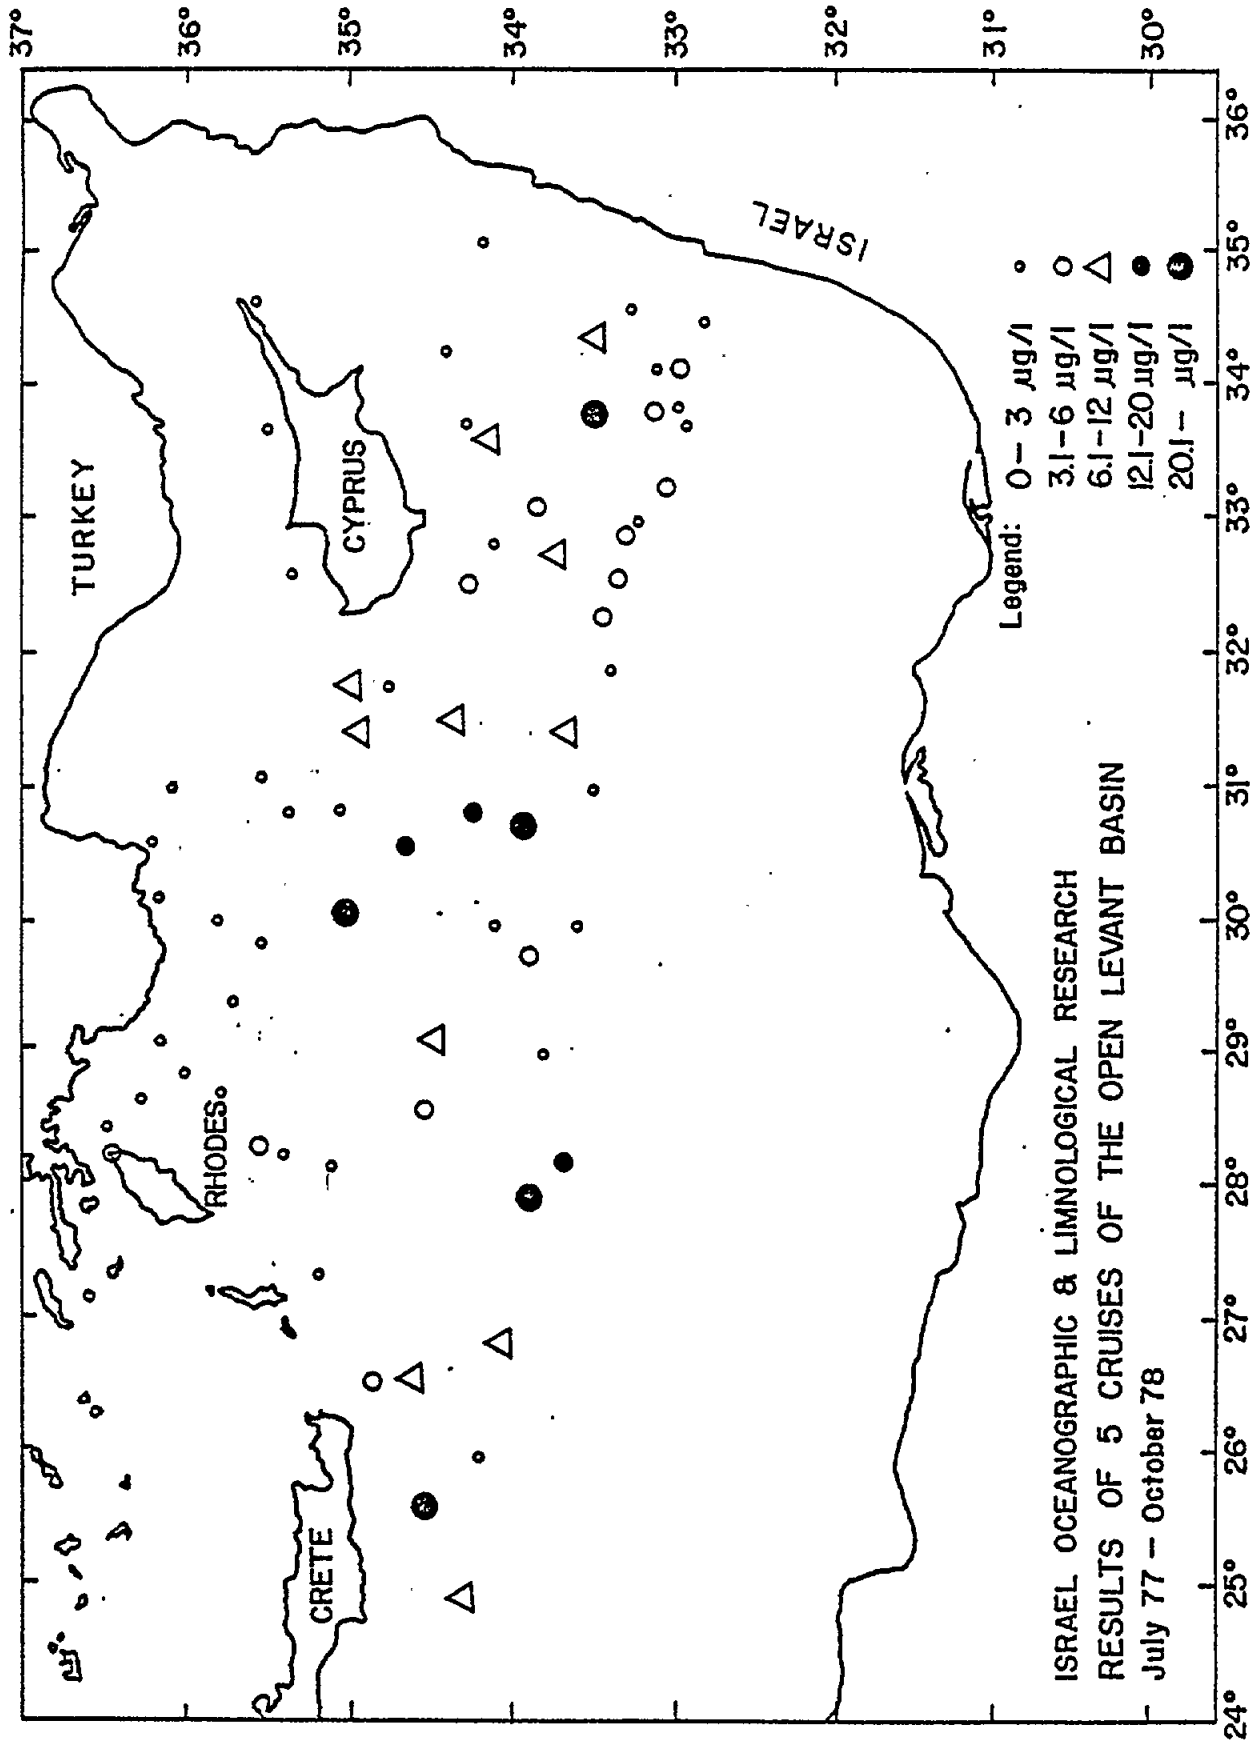 37°
36°
35°
34°
33°
32°
31°
30°
TURKEY
CYPRUS
RHODES
CRETE
ISRAEL
Legend: 0-3 µg/l
3.1-6 µg/l
6.1-12 µg/l
12.1-20 µg/l
20.1- µg/l
ISRAEL OCEANOGRAPHIC & LIMNOLOGICAL RESEARCH
RESULTS OF 5 CRUISES OF THE OPEN LEVANT BASIN
July 77 - October 78
24° 25° 26° 27° 28° 29° 30° 31° 32° 33° 34° 35° 36°